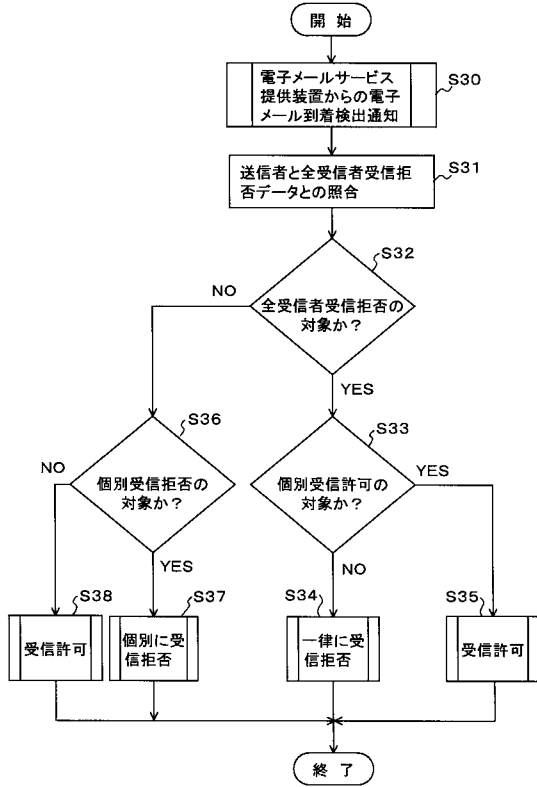 開 始
電子メールサービス
提供装置からの電子
メール到着検出通知
S30
送信者と全受信者受信拒
否データとの照合
S31
S32
全受信者受信拒否の
対象か？
NO
YES
S36
個別受信拒否の
対象か？
NO
YES
S33
個別受信許可の
対象か？
YES
NO
S38
受信許可
S37
個別に受
信拒否
S34
一律に受
信拒否
S35
受信許可
終 了